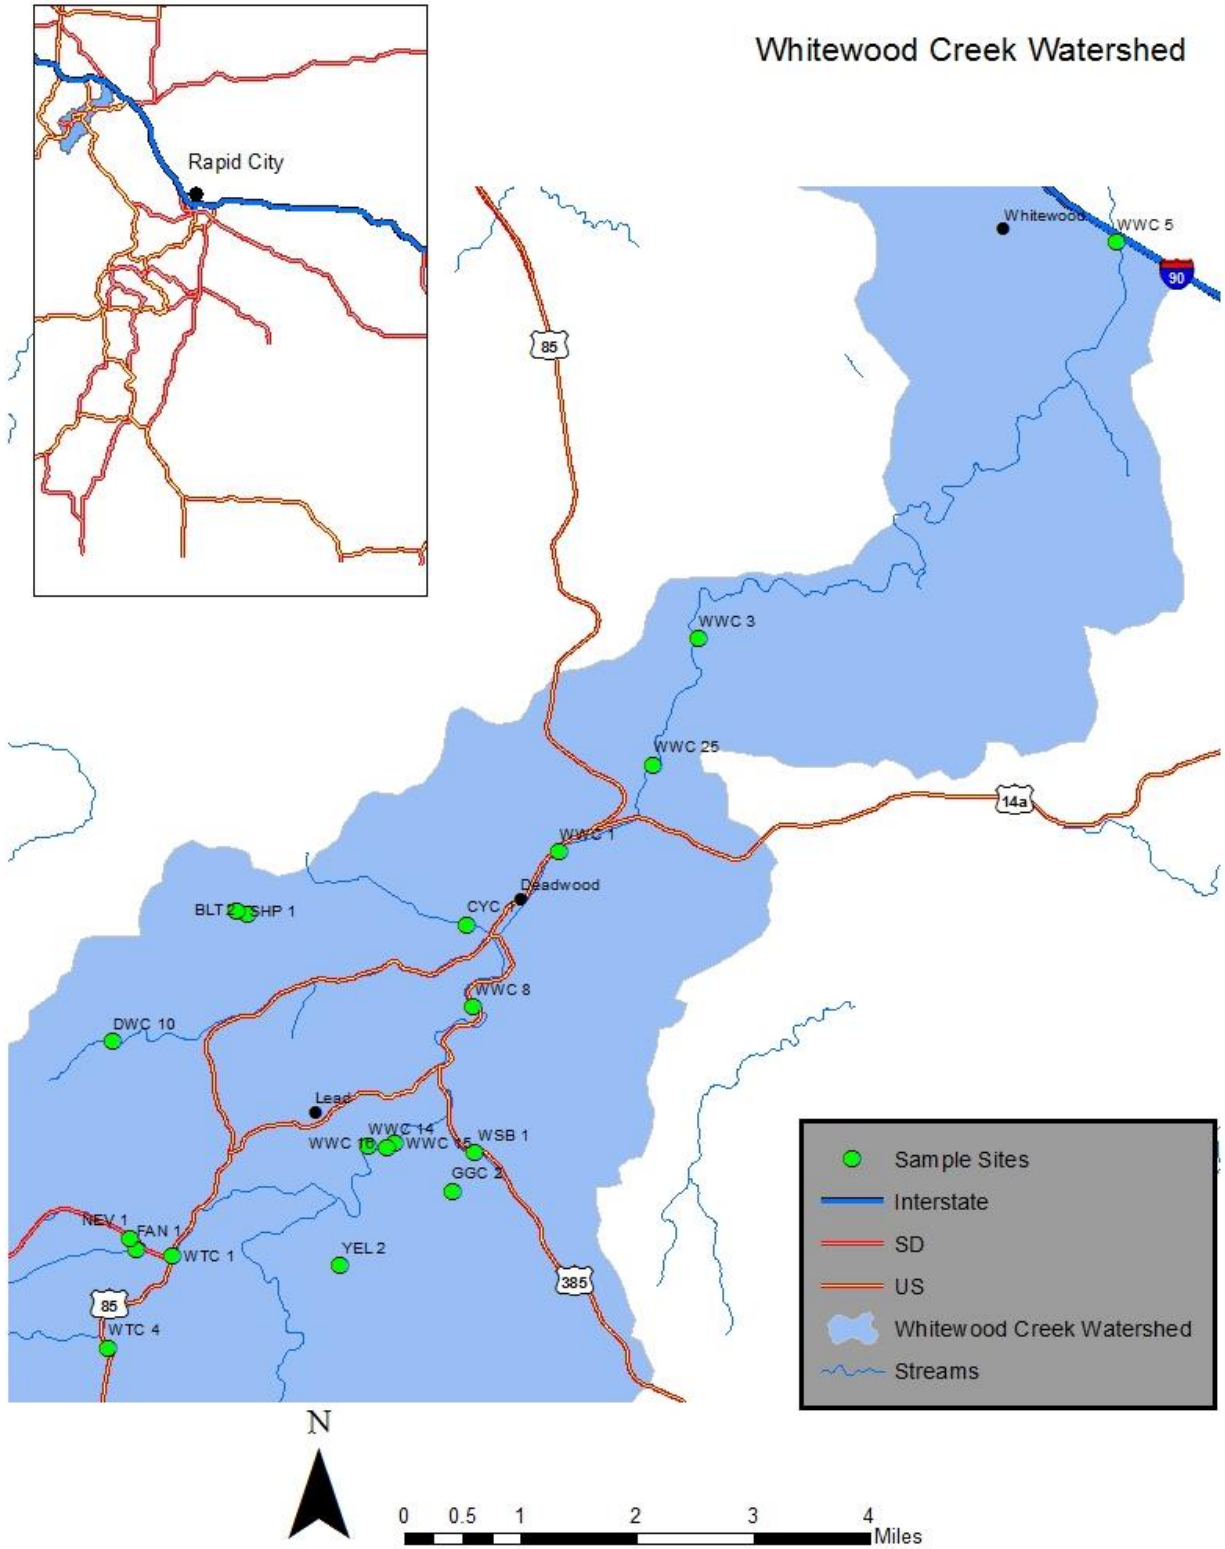 Whitewood Creek Watershed
Rapid City
Whitewood
WWC 5
90
85
WWC 3
WWC 25
14a
WWC 1
Deadwood
CYC 1
BLT 2
SHP 1
WWC 8
DWC 10
Lead
WWC 14
WWC 16
WWC 15
WSB 1
GGC 2
NEV 1
FAN 1
WTC 1
YEL 2
385
85
WTC 4
Sample Sites
Interstate
SD
US
Whitewood Creek Watershed
Streams
N
0 0.5 1 2 3 4
Miles